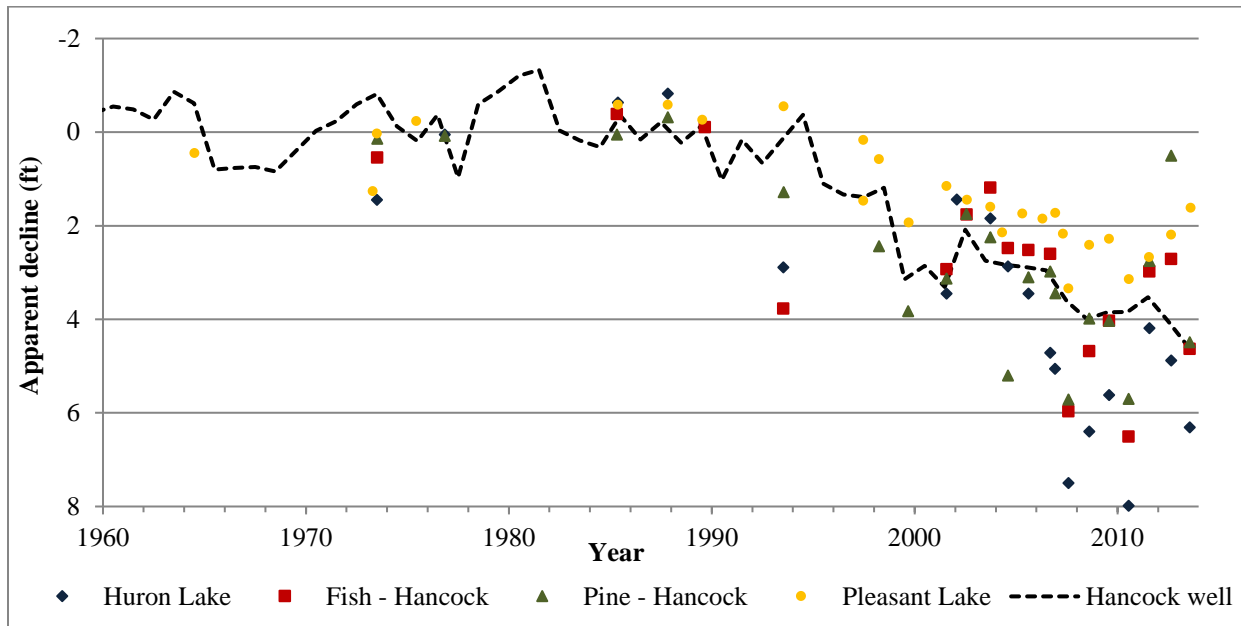 -2
0
2
4
6
8
Apparent decline (ft)
1960 1970 1980 1990 2000 2010
Year
Huron Lake Fish - Hancock Pine - Hancock Pleasant Lake Hancock well